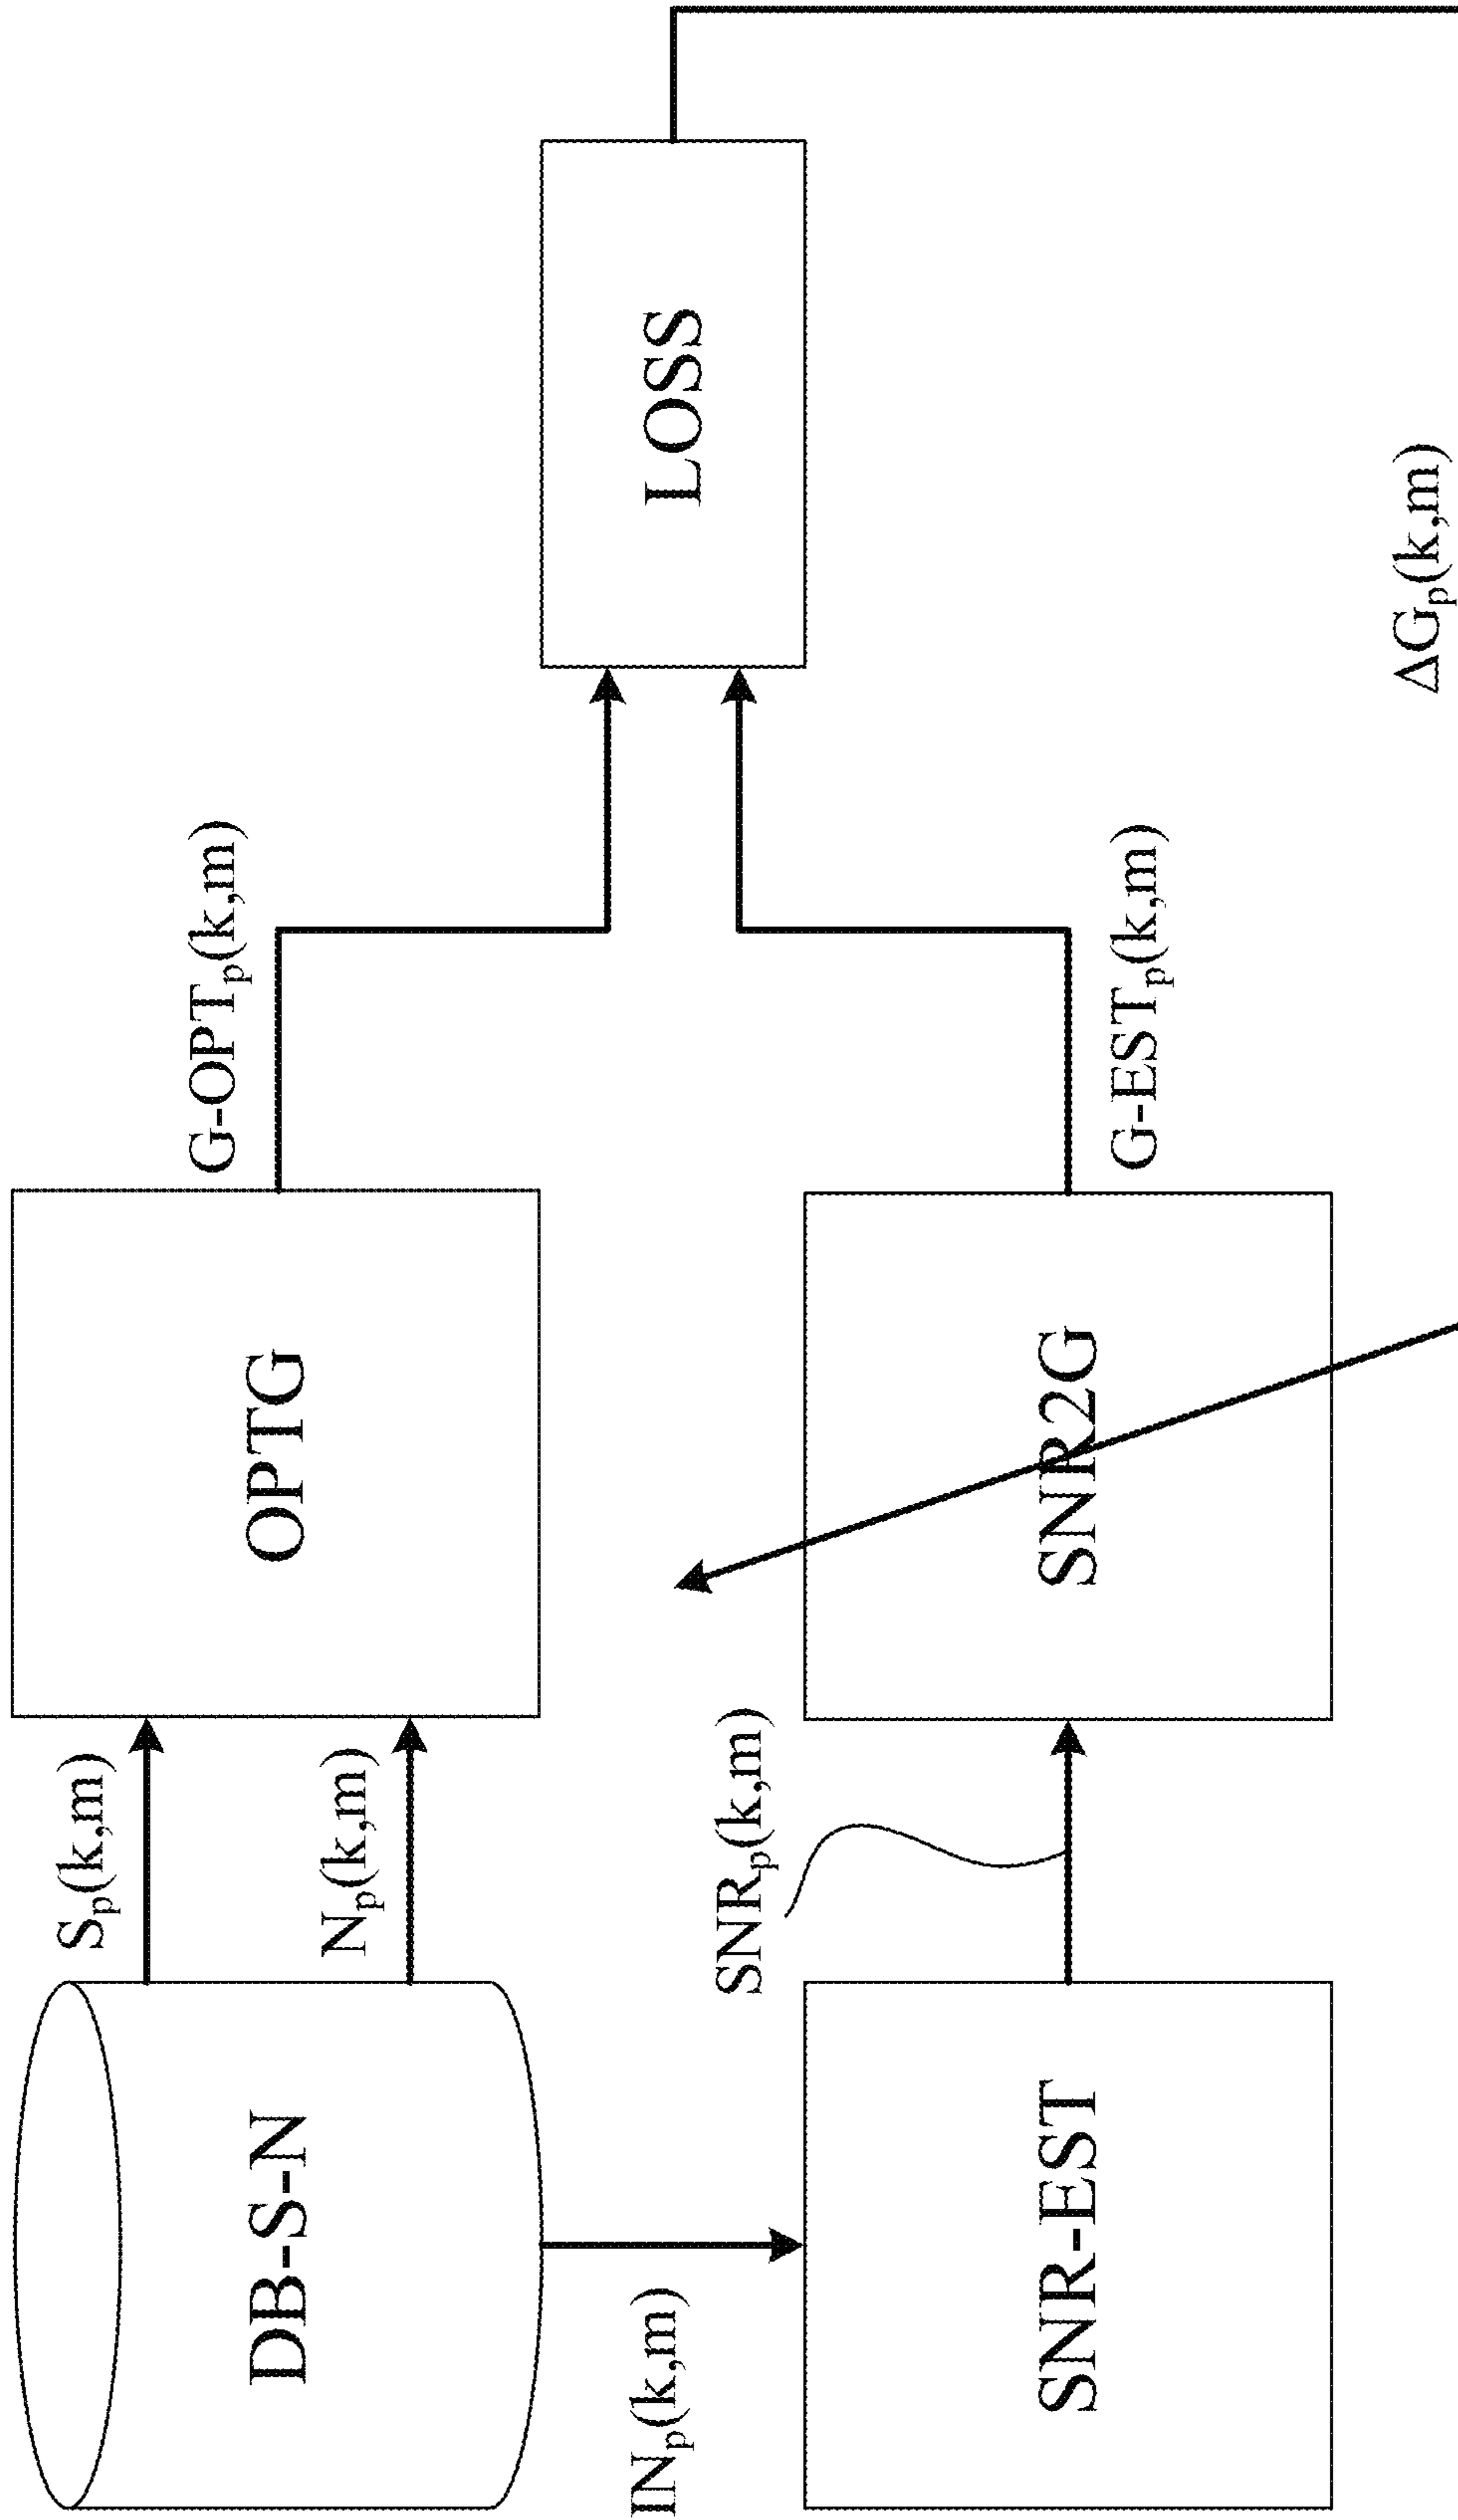 DB-S-N
S_p(k,m)
N_p(k,m)
OPTG
G-OPT_p(k,m)
LOSS
IN_p(k,m)
SNR-EST
SNR_p(k,m)
SNR2G
G-EST_p(k,m)
ΔG_p(k,m)